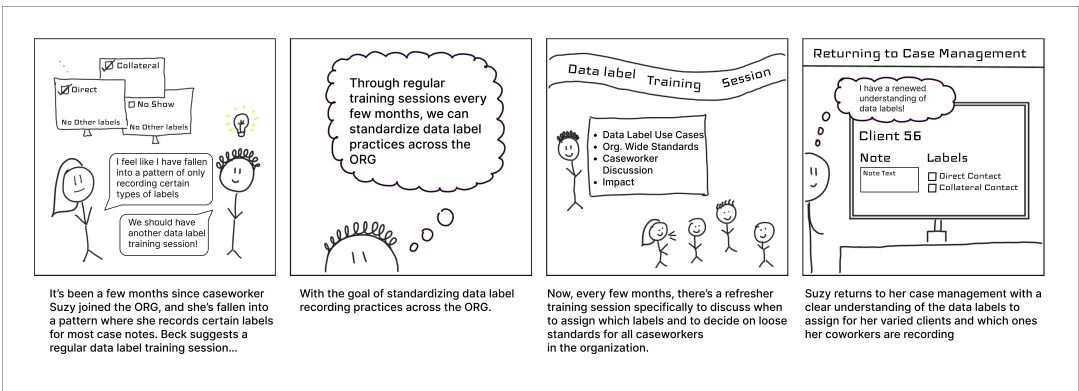 Collateral
Direct
No Show
No Other labels
No Other labels
I feel like I have fallen
into a pattern of only
recording certain
types of labels
We should have
another data label
training session!
It's been a few months since caseworker
Suzy joined the ORG, and she's fallen into
a pattern where she records certain labels
for most case notes. Beck suggests a
regular data label training session...
Through regular
training sessions every
few months, we can
standardize data label
practices across the
ORG
With the goal of standardizing data label
recording practices across the ORG.
Data label Training Session
• Data Label Use Cases
• Org. Wide Standards
• Caseworker
Discussion
• Impact
Now, every few months, there's a refresher
training session specifically to discuss when
to assign which labels and to decide on loose
standards for all caseworkers
in the organization.
Returning to Case Management
I have a renewed
understanding of
data labels!
Client 56
Note
Note Text
Labels
Direct Contact
Collateral Contact
Suzy returns to her case management with a
clear understanding of the data labels to
assign for her varied clients and which ones
her coworkers are recording